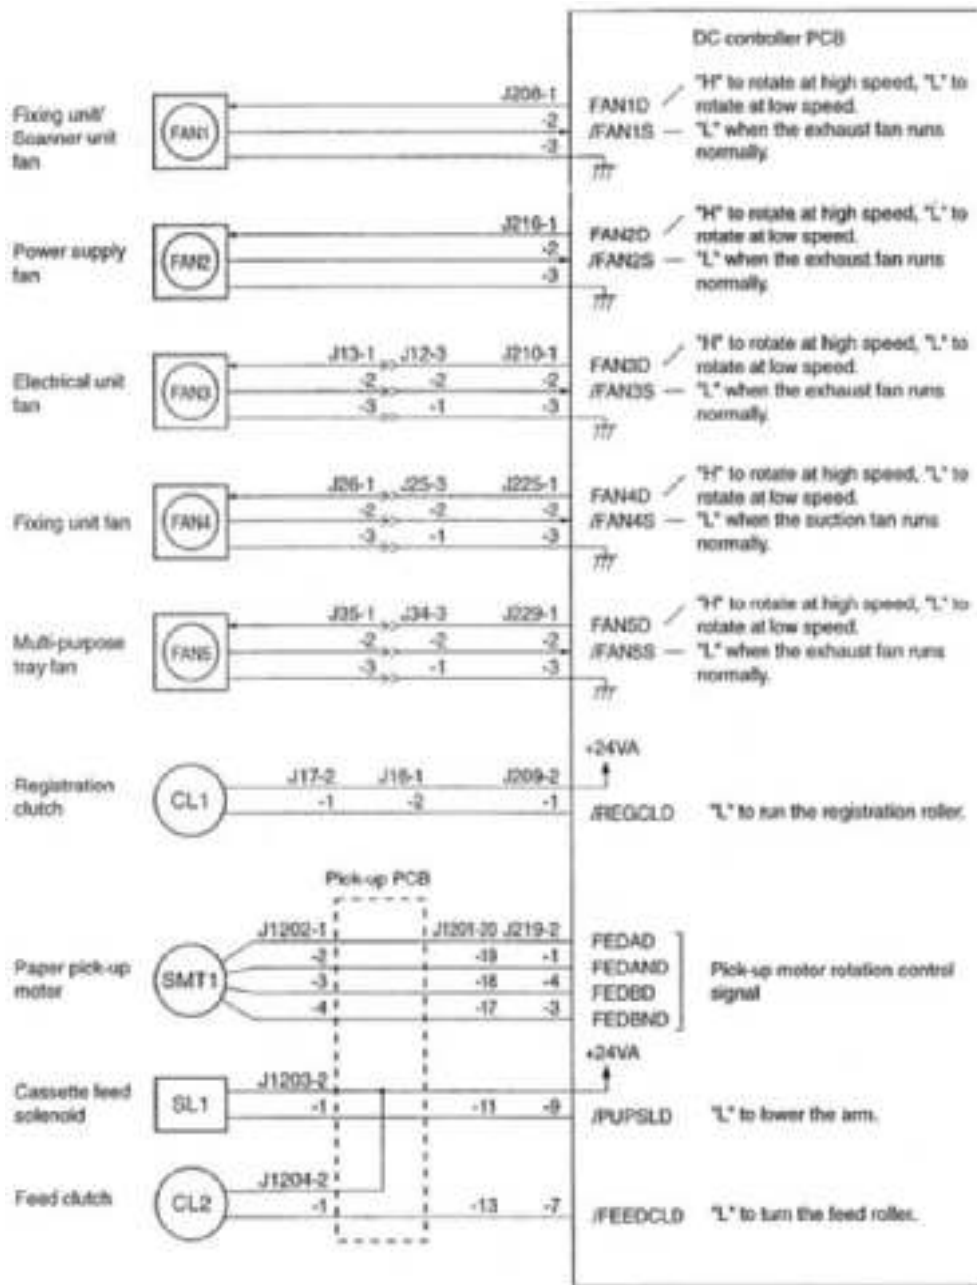 DC controller PCB
Fixing unit/
Scanner unit
fan
FAN1
J208-1
-2
-3
FAN1D
/FAN1S
"H" to rotate at high speed, "L" to
rotate at low speed.
"L" when the exhaust fan runs
normally.
Power supply
fan
FAN2
J216-1
-2
-3
FAN2D
/FAN2S
"H" to rotate at high speed, "L" to
rotate at low speed.
"L" when the exhaust fan runs
normally.
Electrical unit
fan
FAN3
J13-1 J12-3 J210-1
-2 -2 -2
-3 -1 -3
FAN3D
/FAN3S
"H" to rotate at high speed, "L" to
rotate at low speed.
"L" when the exhaust fan runs
normally.
Fixing unit fan
FAN4
J26-1 J25-3 J225-1
-2 -2 -2
-3 -1 -3
FAN4D
/FAN4S
"H" to rotate at high speed, "L" to
rotate at low speed.
"L" when the suction fan runs
normally.
Multi-purpose
tray fan
FAN5
J35-1 J34-3 J229-1
-2 -2 -2
-3 -1 -3
FAN5D
/FAN5S
"H" to rotate at high speed, "L" to
rotate at low speed.
"L" when the exhaust fan runs
normally.
Registration
clutch
CL1
J17-2 J16-1 J209-2
-1 -2 -1
+24VA
/REGCLD
"L" to run the registration roller.
Pick-up PCB
Paper pick-up
motor
SMT1
J1202-1 J1201-20 J219-2
-2 -19 -1
-3 -18 -4
-4 -17 -3
FEDAD
FEDAND
FEDBD
FEDBND
Pick-up motor rotation control
signal
Cassette feed
solenoid
SL1
J1203-2
-1 -11 -9
+24VA
/PUPSLD
"L" to lower the arm.
Feed clutch
CL2
J1204-2
-1 -13 -7
/FEEDCLD
"L" to turn the feed roller.